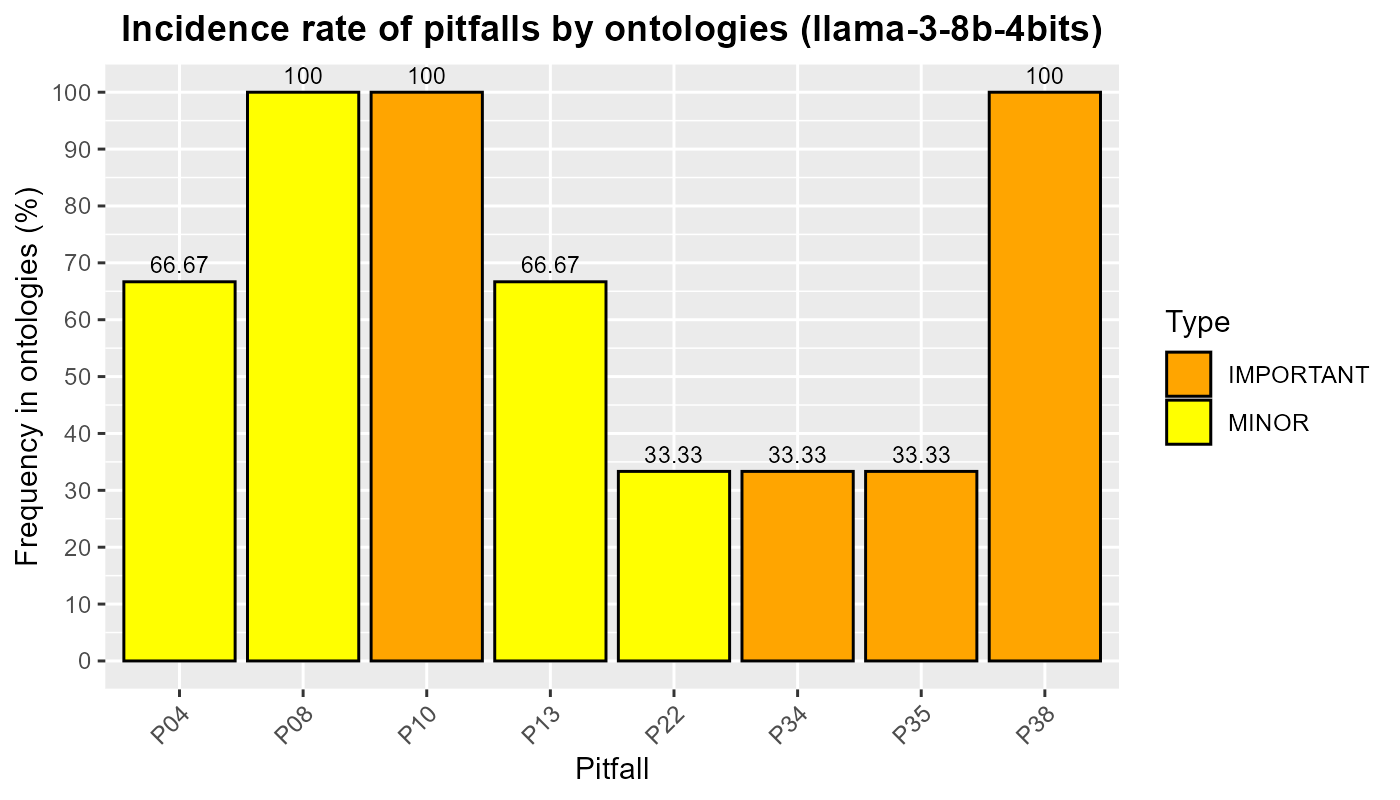 Incidence rate of pitfalls by ontologies (llama-3-8b-4bits)
Frequency in ontologies (%)
100
90
80
70
60
50
40
30
20
10
0
66.67
100
100
66.67
33.33
33.33
33.33
100
P04
P08
P10
P13
P22
P34
P35
P38
Pitfall
Type
IMPORTANT
MINOR